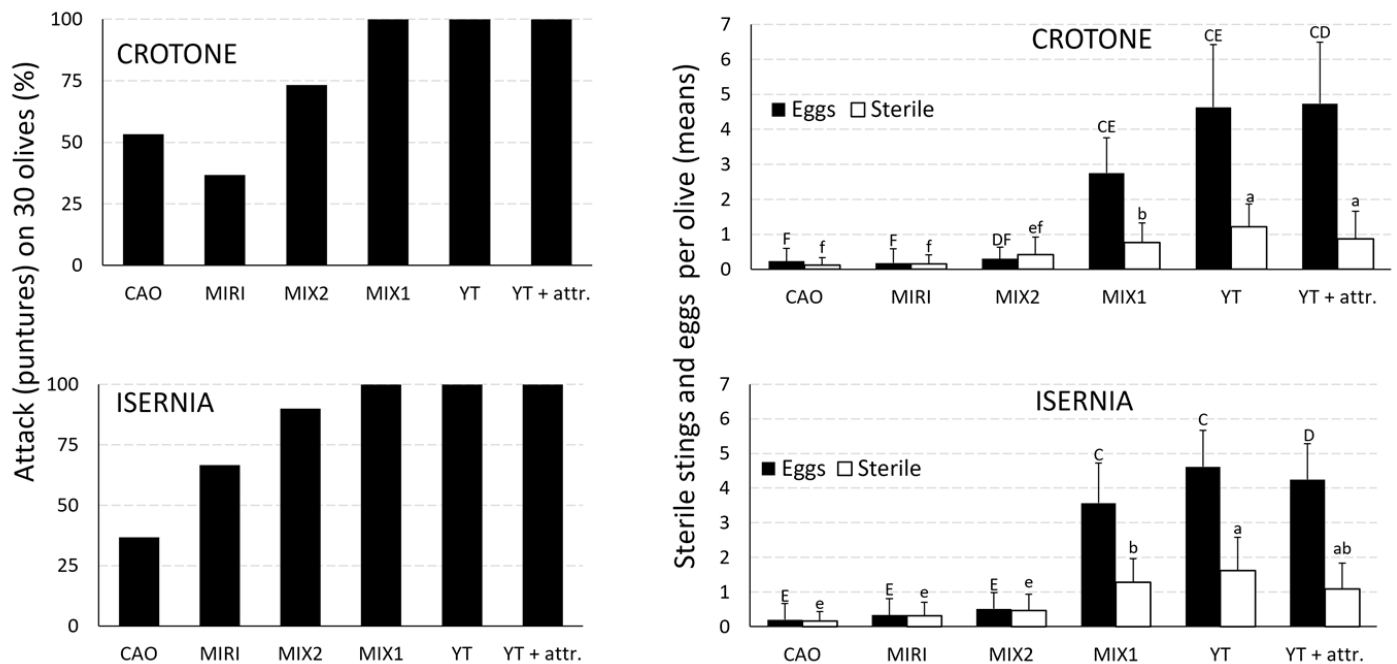 Attack (puntures) on 30 olives (%)
100
75
50
25
0
CROTONE
CAO MIRI MIX2 MIX1 YT YT + attr.
100
75
50
25
0
ISERNIA
CAO MIRI MIX2 MIX1 YT YT + attr.
Sterile stings and eggs per olive (means)
7
6
5
4
3
2
1
0
CROTONE
Eggs Sterile
F f F f DF ef CE b CE a CD a
CAO MIRI MIX2 MIX1 YT YT + attr.
7
6
5
4
3
2
1
0
ISERNIA
Eggs Sterile
E e E e E e C b C a D ab
CAO MIRI MIX2 MIX1 YT YT + attr.